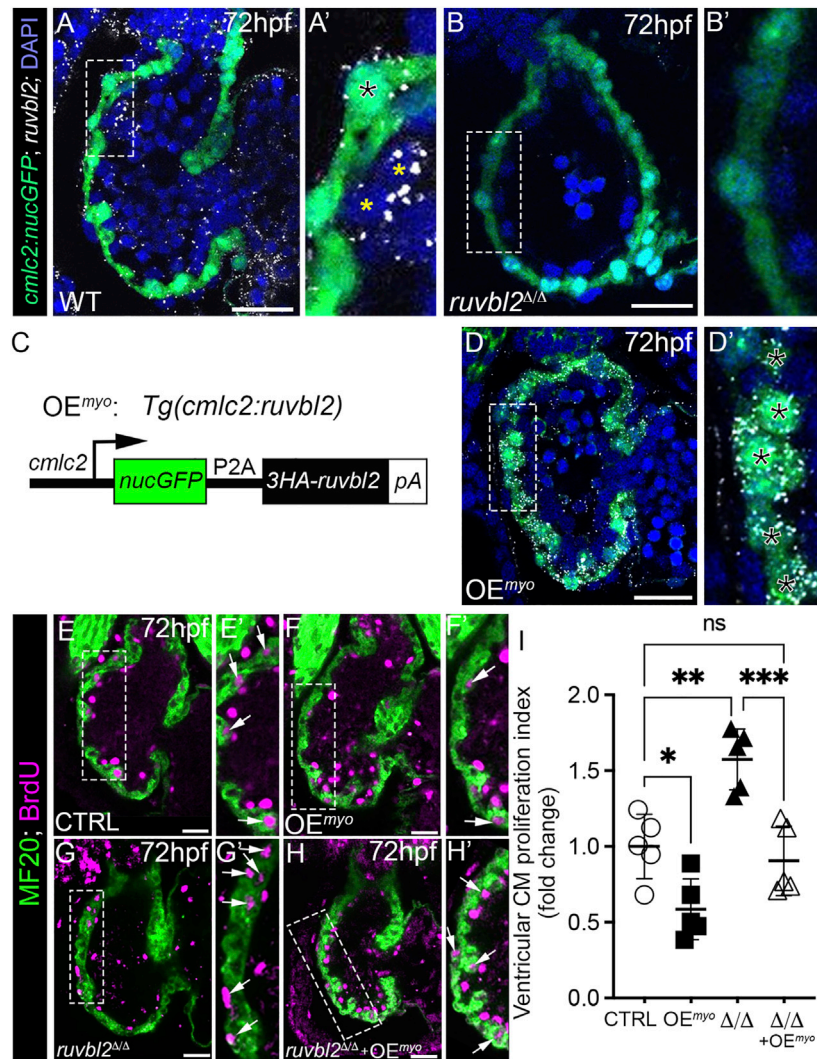 cmlc2:nucGFP; ruvbl2; DAPI
A 72hpf
WT
A'
*
*
*
B 72hpf
ruvbl2Δ/Δ
B'
C
OEmyo: Tg(cmlc2:ruvbl2)
cmlc2
nucGFP
P2A
3HA-ruvbl2
pA
D 72hpf
OEmyo
D'
*
*
*
*
*
MF20; BrdU
E 72hpf
CTRL
E'
F 72hpf
OEmyo
F'
G 72hpf
ruvbl2Δ/Δ
G'
H 72hpf
ruvbl2Δ/Δ+OEmyo
H'
I
ns
** ***
*
Ventricular CM proliferation index
(fold change)
2.0
1.5
1.0
0.5
0.0
CTRL OEmyo Δ/Δ Δ/Δ
+OEmyo